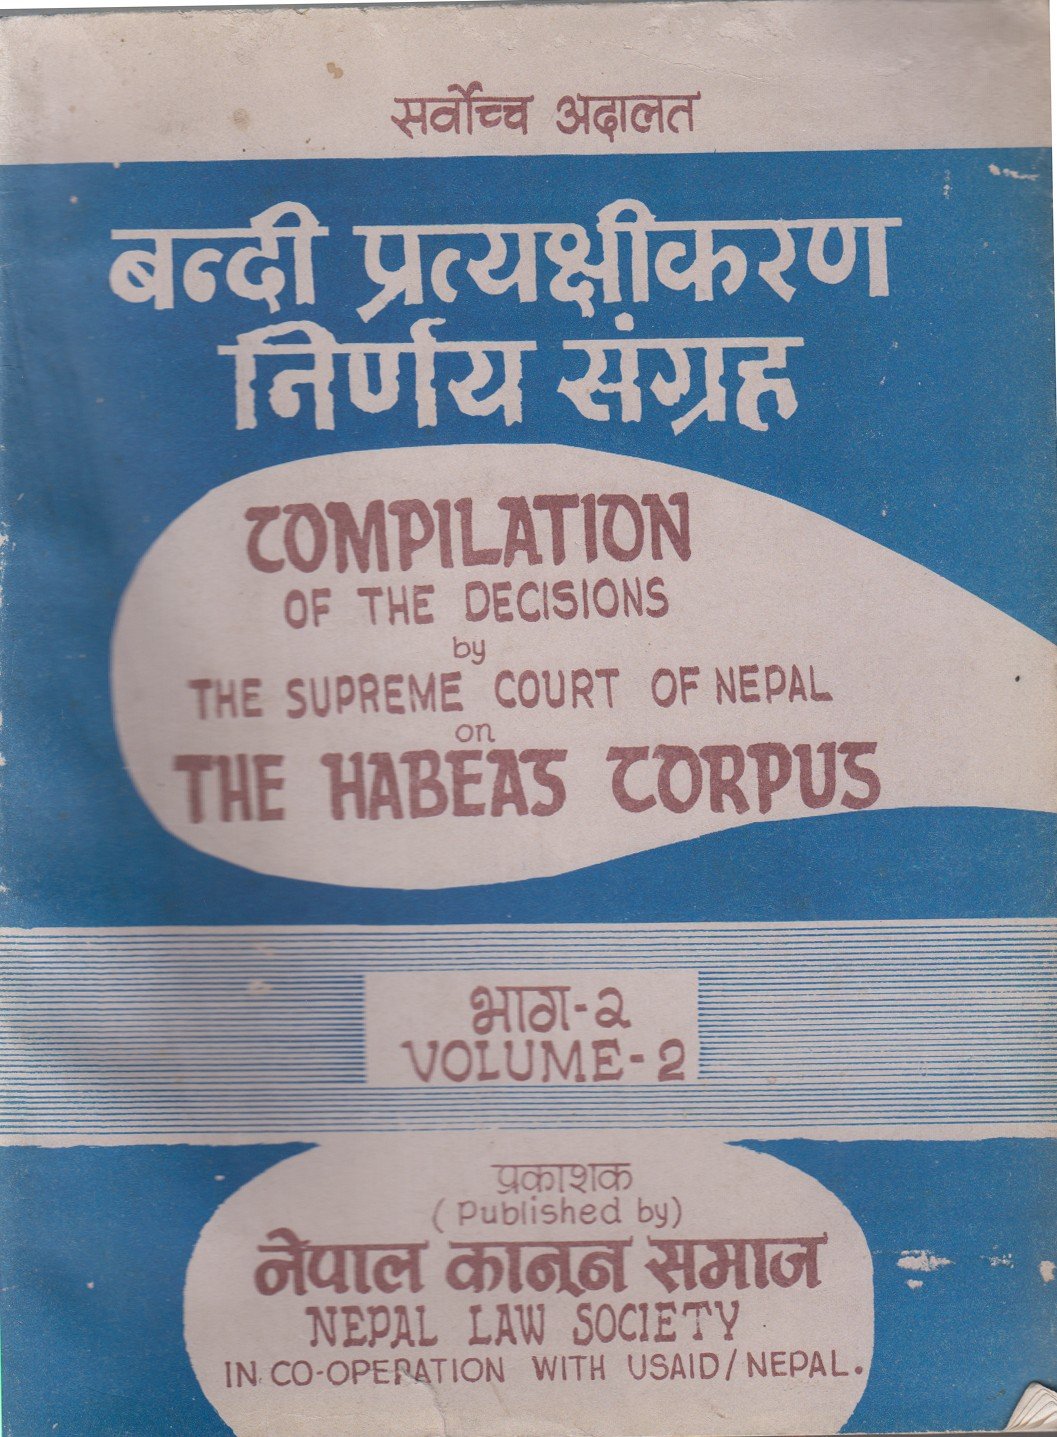 सर्वोच्च अदालत
बन्दी प्रत्यक्षीकरण
निर्णय संग्रह
COMPILATION
OF THE DECISIONS
by
THE SUPREME COURT OF NEPAL
on
THE HABEAS CORPUS
भाग-२
VOLUME-2
प्रकाशक
(Published by)
नेपाल कानून समाज
NEPAL LAW SOCIETY
IN CO-OPERATION WITH USAID/NEPAL.